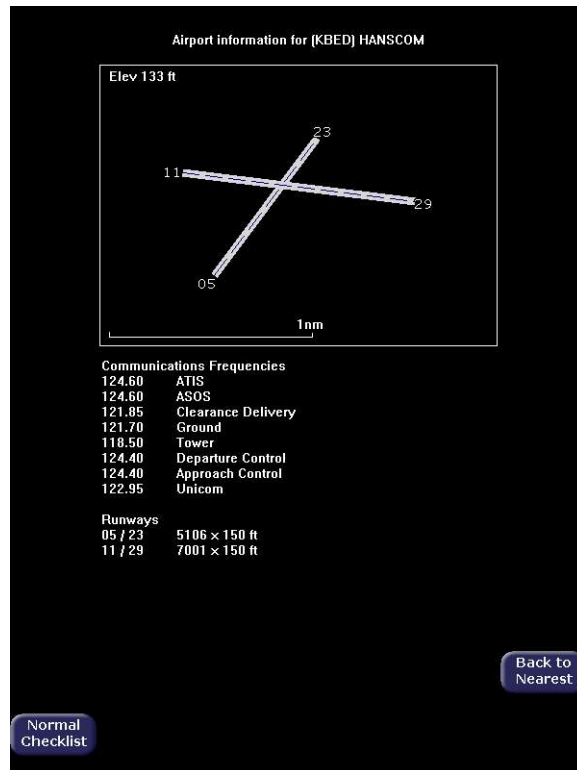 Airport information for (KBED) HANSCOM
Elev 133 ft
23
11
29
05
1nm
Communications Frequencies
124.60 ATIS
124.60 ASOS
121.85 Clearance Delivery
121.70 Ground
118.50 Tower
124.40 Departure Control
124.40 Approach Control
122.95 Unicom
Runways
05 / 23 5106 × 150 ft
11 / 29 7001 × 150 ft
Back to
Nearest
Normal
Checklist